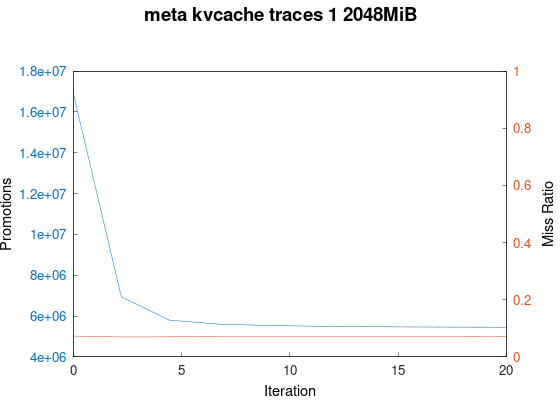 meta kvcache traces 1 2048MiB
1.8e+07
1.6e+07
1.4e+07
1.2e+07
1e+07
8e+06
6e+06
4e+06
Promotions
1
0.8
0.6
0.4
0.2
0
Miss Ratio
0 5 10 15 20
Iteration